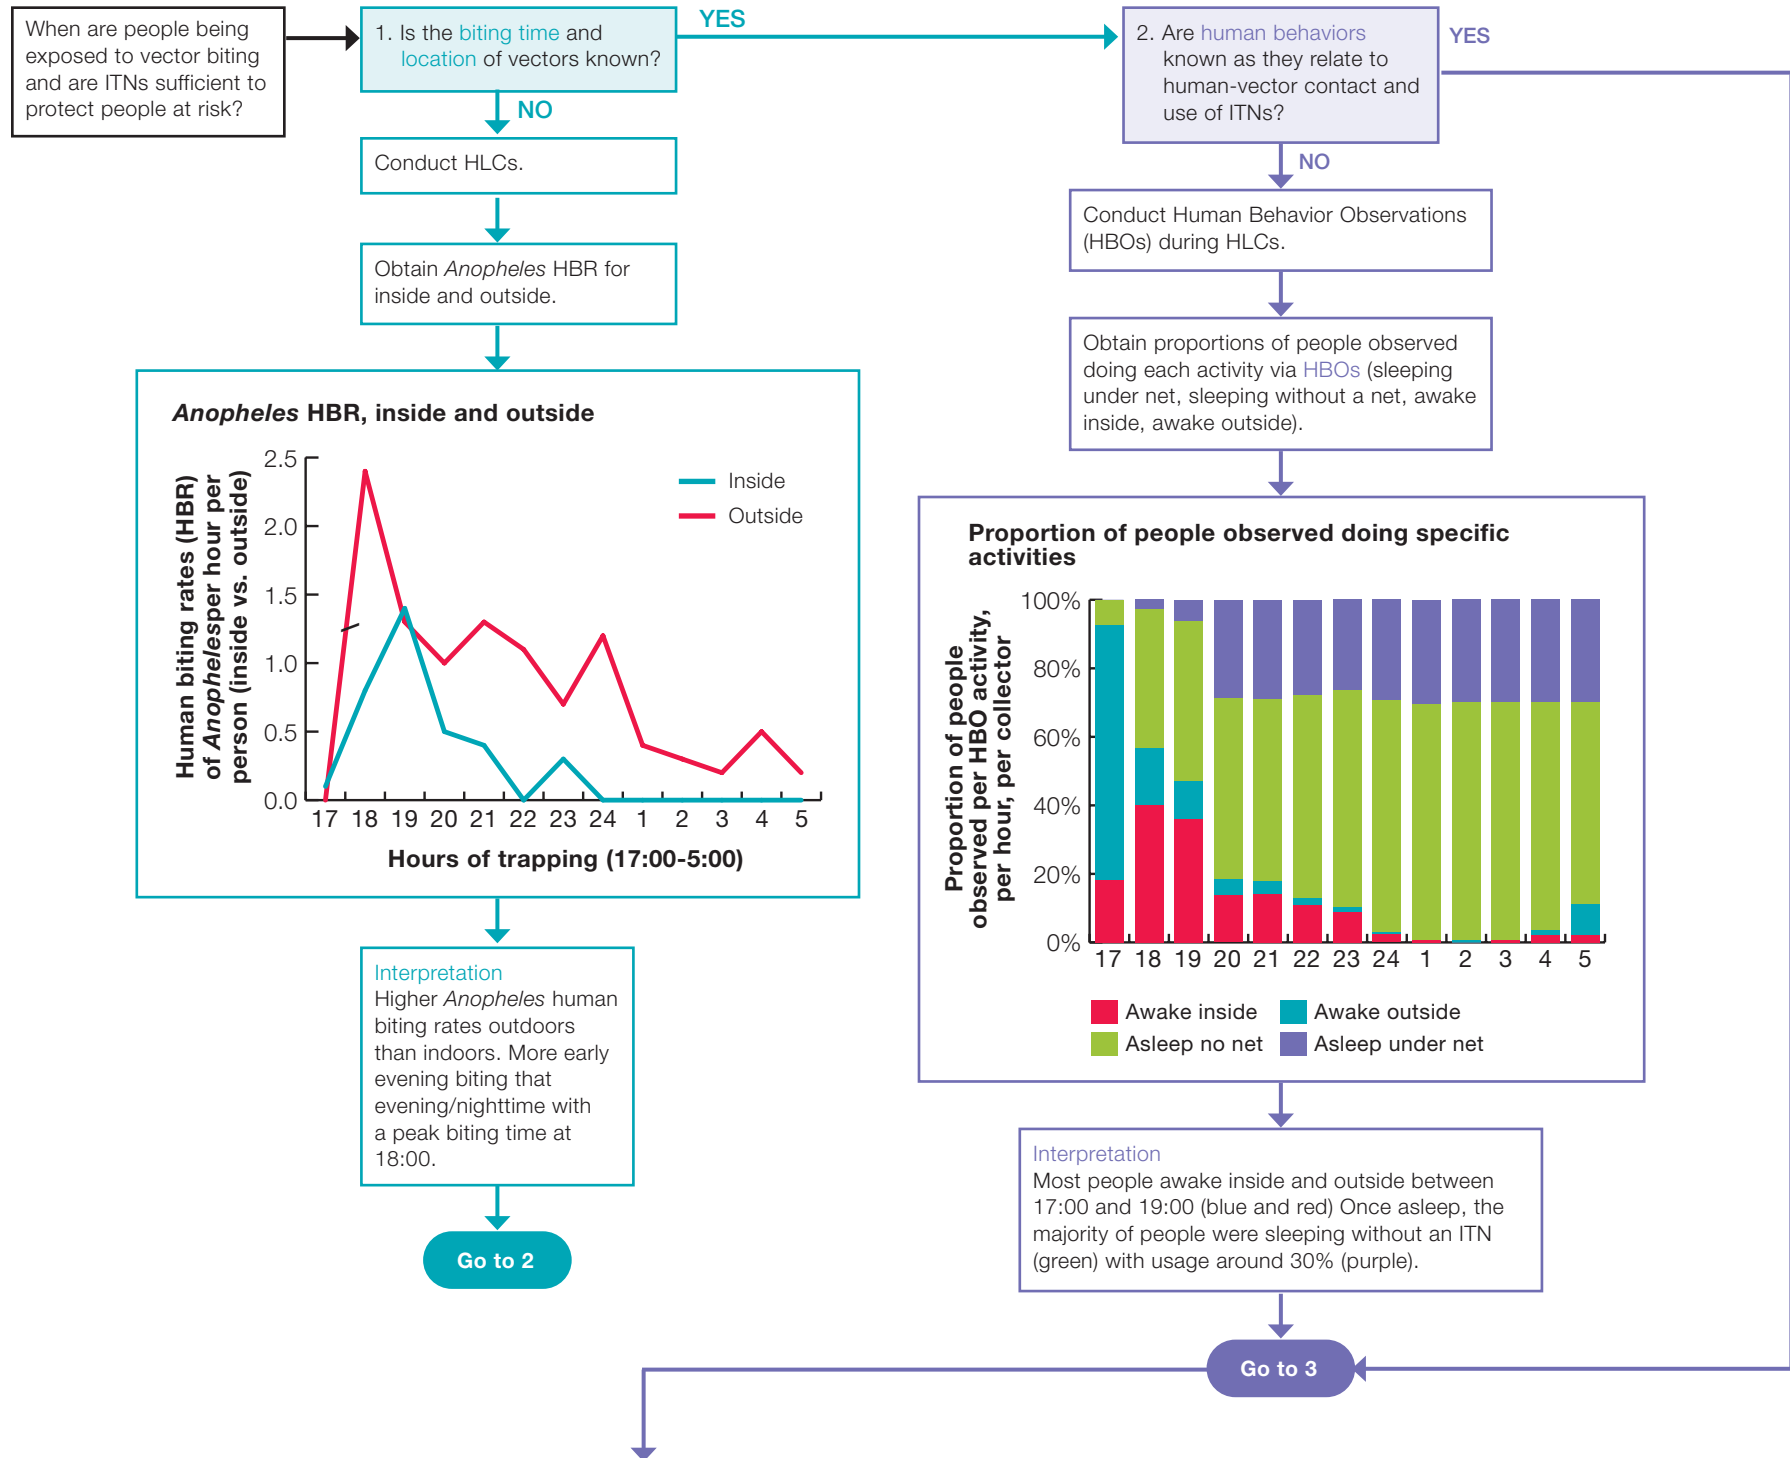 When are people being
exposed to vector biting
and are ITNs sufficient to
protect people at risk?
1. Is the biting time and
location of vectors known?
YES
NO
Conduct HLCs.
Obtain Anopheles HBR for
inside and outside.
Anopheles HBR, inside and outside
Human biting rates (HBR)
of Anophelesper hour per
person (inside vs. outside)
2.5
2.0
1.5
1.0
0.5
0.0
Inside
Outside
17 18 19 20 21 22 23 24 1 2 3 4 5
Hours of trapping (17:00-5:00)
Interpretation
Higher Anopheles human
biting rates outdoors
than indoors. More early
evening biting that
evening/nighttime with
a peak biting time at
18:00.
Go to 2
2. Are human behaviors
known as they relate to
human-vector contact and
use of ITNs?
YES
NO
Conduct Human Behavior Observations
(HBOs) during HLCs.
Obtain proportions of people observed
doing each activity via HBOs (sleeping
under net, sleeping without a net, awake
inside, awake outside).
Proportion of people observed doing specific
activities
Proportion of people
observed per HBO activity,
per hour, per collector
100%
80%
60%
40%
20%
0%
17 18 19 20 21 22 23 24 1 2 3 4 5
Awake inside
Awake outside
Asleep no net
Asleep under net
Interpretation
Most people awake inside and outside between
17:00 and 19:00 (blue and red) Once asleep, the
majority of people were sleeping without an ITN
(green) with usage around 30% (purple).
Go to 3